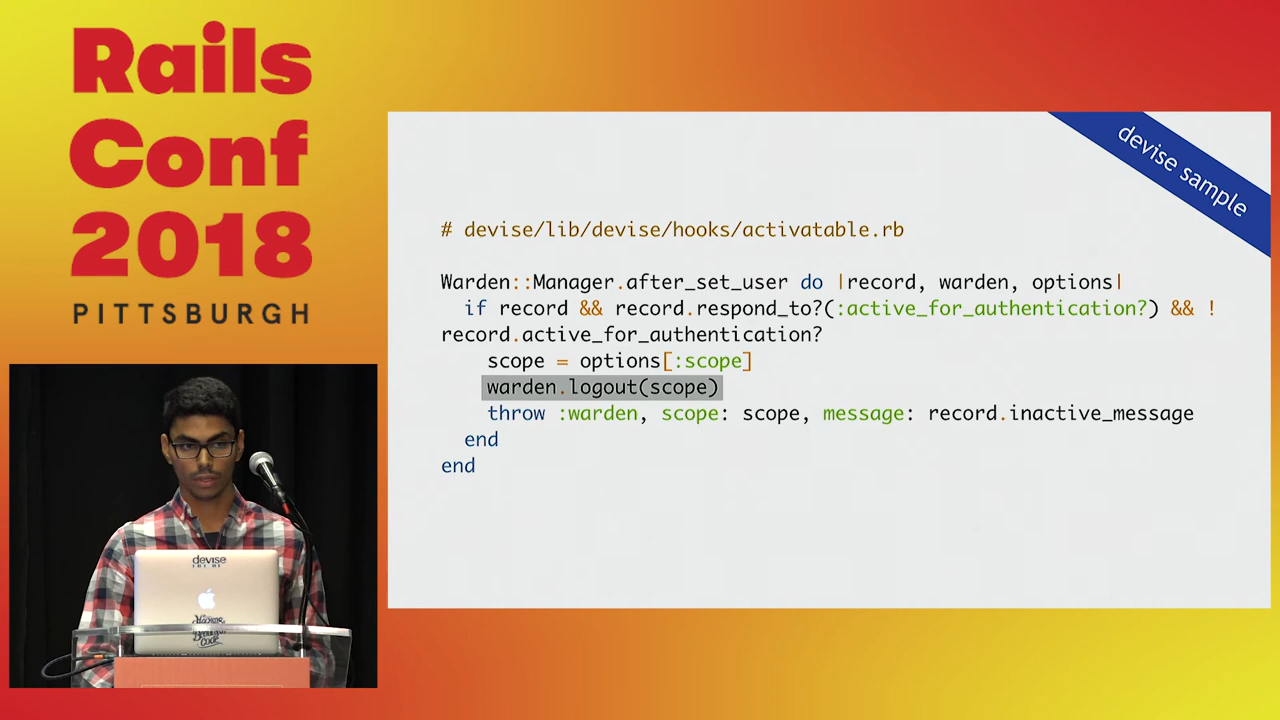 Rails
Conf
2018
PITTSBURGH
devise sample
# devise/lib/devise/hooks/activatable.rb
Warden::Manager.after_set_user do |record, warden, options|
  if record && record.respond_to?(:active_for_authentication?) && !
record.active_for_authentication?
    scope = options[:scope]
    warden.logout(scope)
    throw :warden, scope: scope, message: record.inactive_message
  end
end
devise